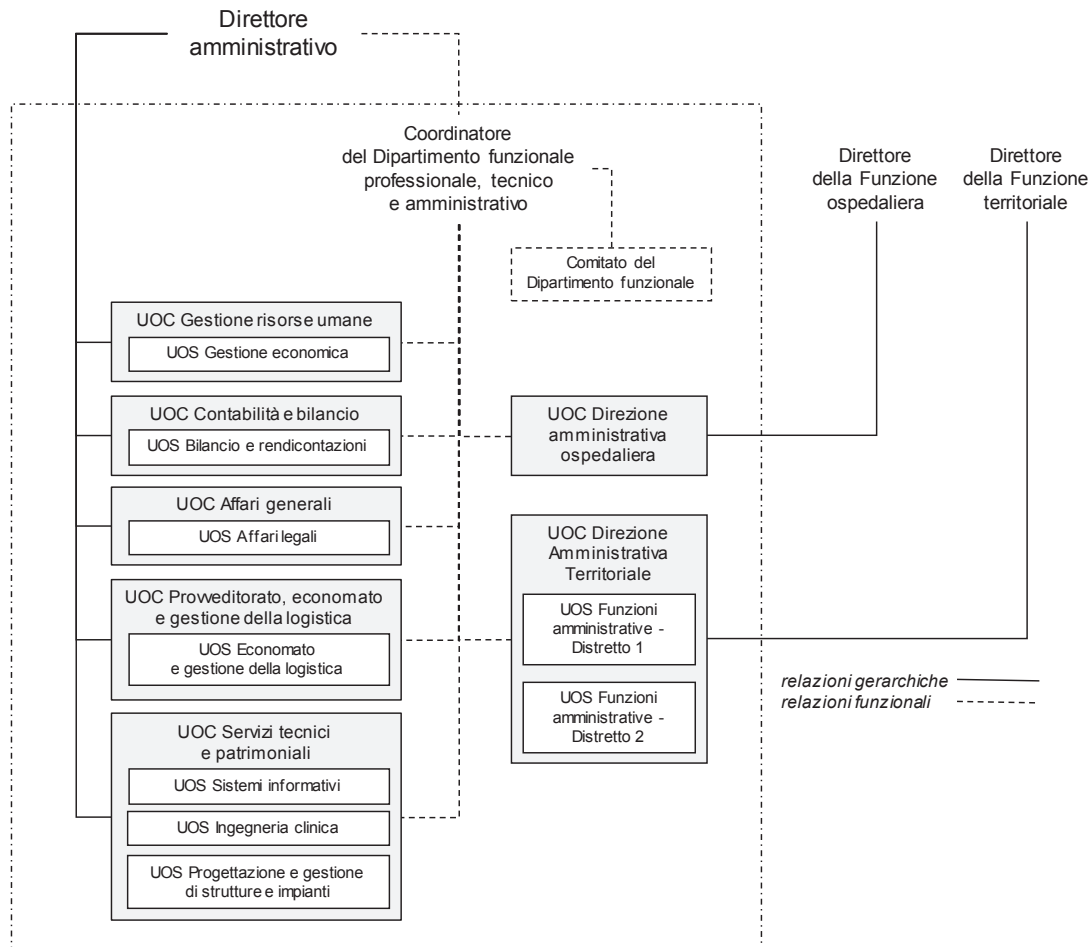 Direttore
amministrativo
Coordinatore
del Dipartimento funzionale
professionale, tecnico
e amministrativo
Direttore
della Funzione
ospedaliera
Direttore
della Funzione
territoriale
Comitato del
Dipartimento funzionale
UOC Gestione risorse umane
UOS Gestione economica
UOC Contabilità e bilancio
UOS Bilancio e rendicontazioni
UOC Affari generali
UOS Affari legali
UOC Provveditorato, economato
e gestione della logistica
UOS Economato
e gestione della logistica
UOC Servizi tecnici
e patrimoniali
UOS Sistemi informativi
UOS Ingegneria clinica
UOS Progettazione e gestione
di strutture e impianti
UOC Direzione
amministrativa
ospedaliera
UOC Direzione
Amministrativa
Territoriale
UOS Funzioni
amministrative -
Distretto 1
UOS Funzioni
amministrative -
Distretto 2
relazioni gerarchiche
relazioni funzionali